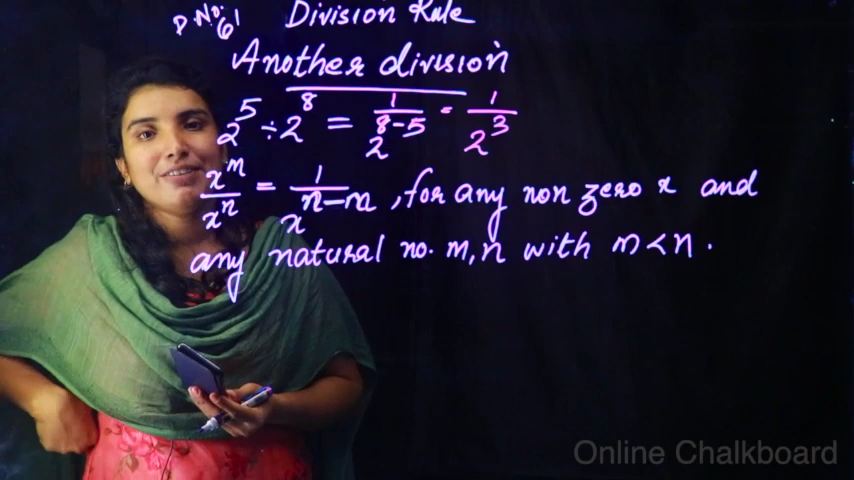 P.No: 61
Division Rule
Another division
2^5 ÷ 2^8 = 1/2^(8-5) = 1/2^3
x^m/x^n = 1/x^(n-m), for any non zero x and
any natural no. m,n with m<n.
Online Chalkboard